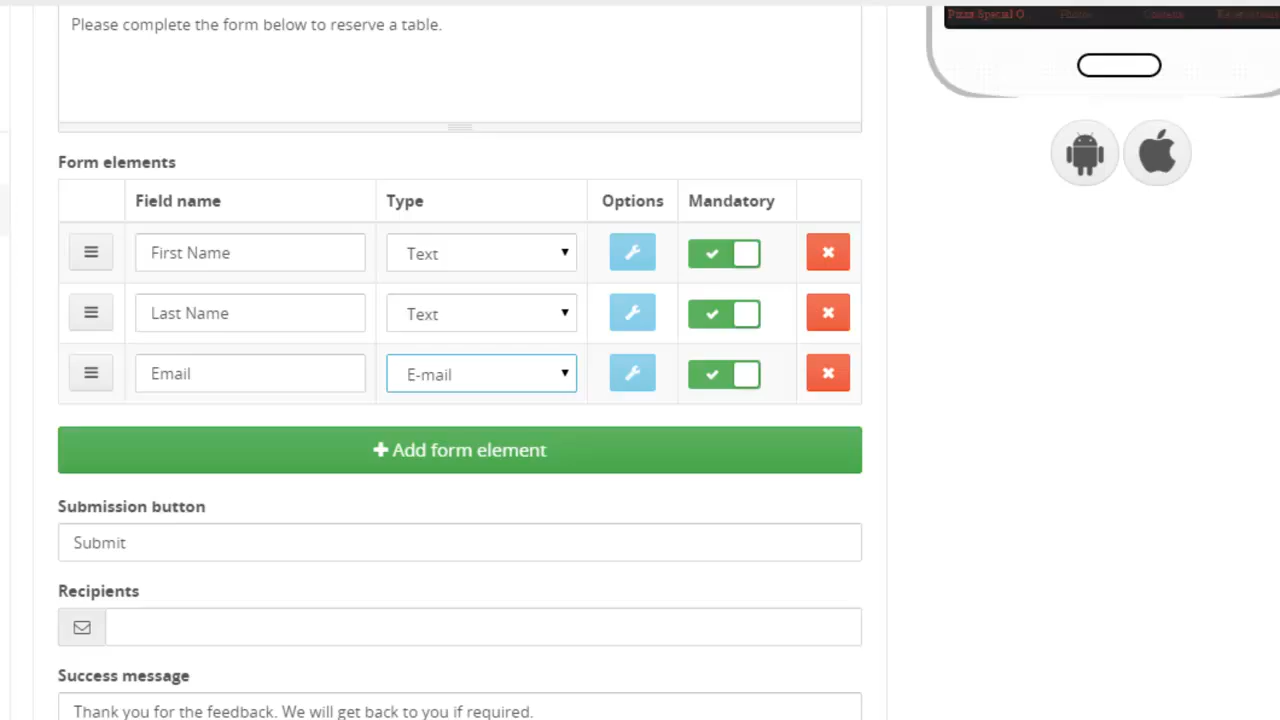 Please complete the form below to reserve a table.
Pizza Special O
Form elements
Field name Type Options Mandatory
First Name Text
Last Name Text
Email E-mail
Add form element
Submission button
Submit
Recipients
Success message
Thank you for the feedback. We will get back to you if required.